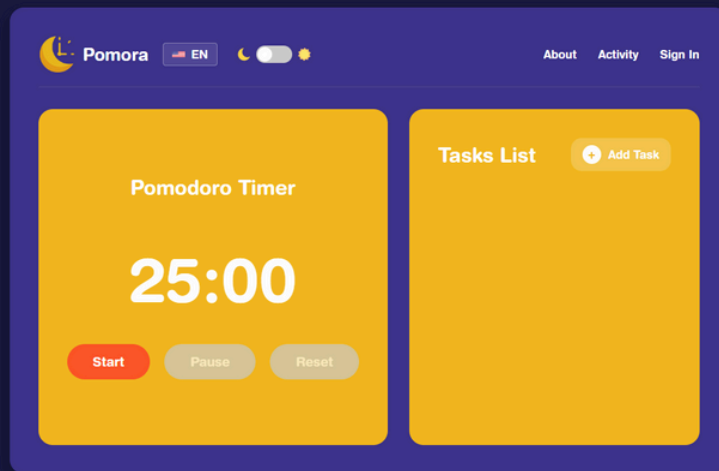 Pomora
EN
About
Activity
Sign In
Pomodoro Timer
25:00
Start
Pause
Reset
Tasks List
+ Add Task